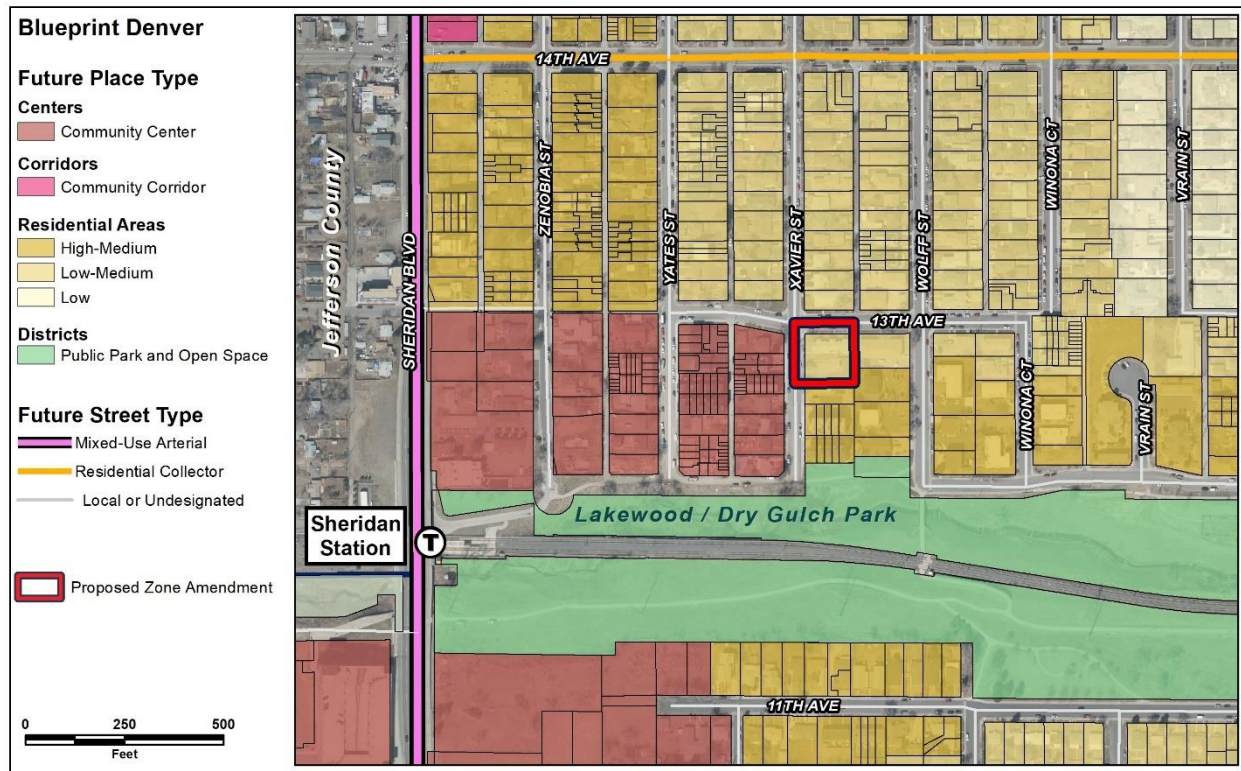 Blueprint Denver
Future Place Type
Centers
Community Center
Corridors
Community Corridor
Residential Areas
High-Medium
Low-Medium
Low
Districts
Public Park and Open Space
Future Street Type
Mixed-Use Arterial
Residential Collector
Local or Undesignated
Proposed Zone Amendment
0 250 500
Feet
14TH AVE
Jefferson County
SHERIDAN BLVD
ZENOBIA ST
YATES ST
XAVIER ST
WOLFF ST
WINONA CT
VRAIN ST
13TH AVE
WINONA CT
VRAIN ST
Lakewood / Dry Gulch Park
Sheridan
Station
T
11TH AVE